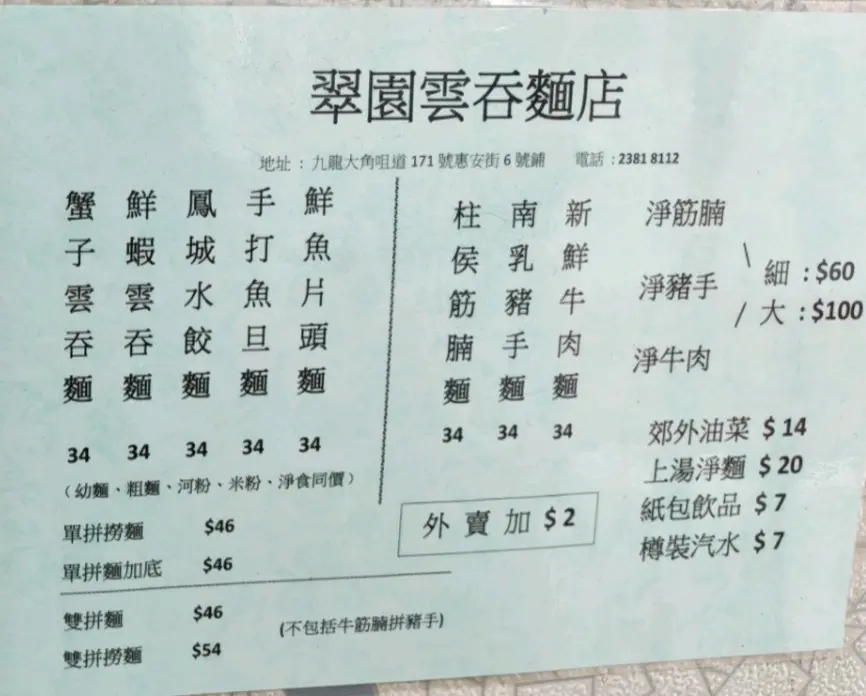 翠園雲吞麵店
地址 : 九龍大角咀道 171 號惠安街 6 號鋪 電話 : 2381 8112
蟹子雲吞麵 34
鮮蝦雲吞麵 34
鳳城水餃麵 34
手打魚旦麵 34
鮮魚片頭麵 34
(幼麵、粗麵、河粉、米粉、淨食同價)
單拼撈麵 $46
單拼麵加底 $46
雙拼麵 $46
雙拼撈麵 $54
(不包括牛筋腩拼豬手)
柱侯筋腩麵 34
南乳豬手麵 34
新鮮牛肉麵 34
外賣加 $2
淨筋腩
淨豬手
淨牛肉
\ 細 : $60
/ 大 : $100
郊外油菜 $ 14
上湯淨麵 $ 20
紙包飲品 $ 7
樽裝汽水 $ 7